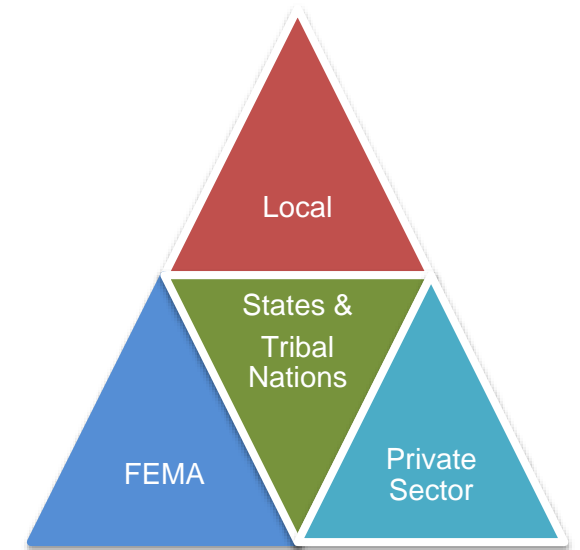 Local
States &
Tribal
Nations
FEMA
Private
Sector